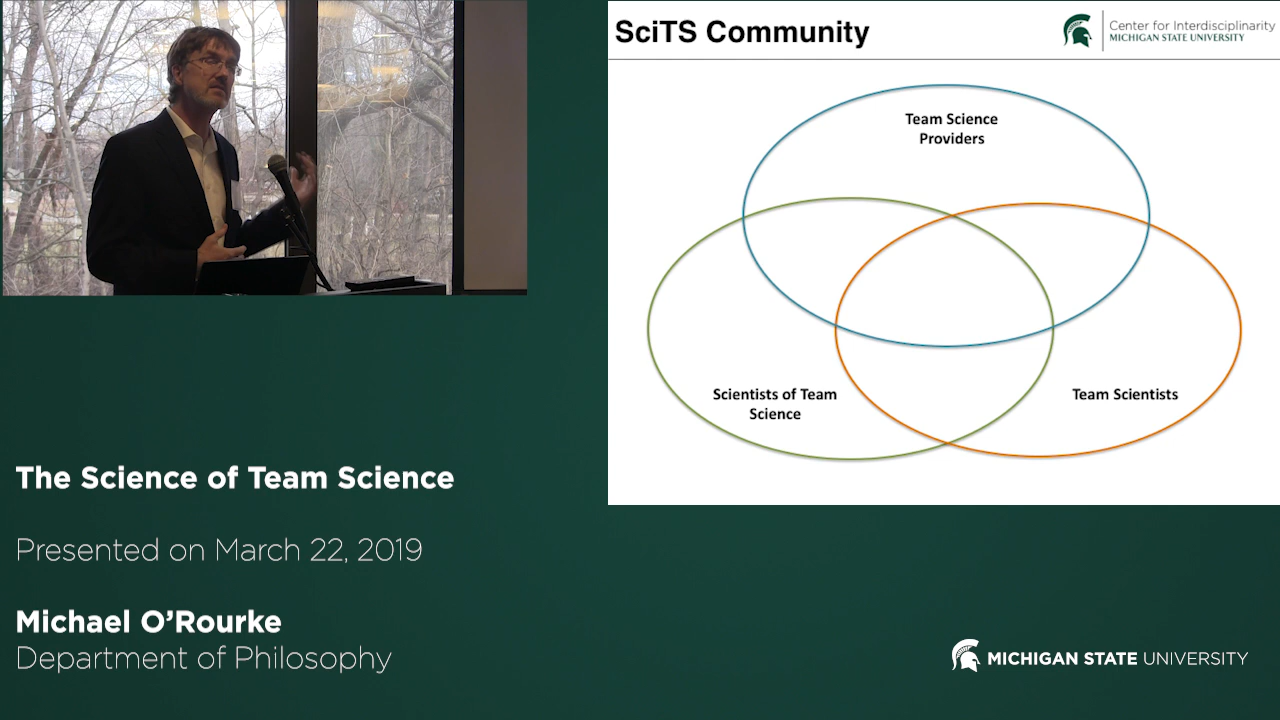 SciTS Community
Center for Interdisciplinarity
MICHIGAN STATE UNIVERSITY
Team Science
Providers
Scientists of Team
Science
Team Scientists
The Science of Team Science
Presented on March 22, 2019
Michael O’Rourke
Department of Philosophy
MICHIGAN STATE UNIVERSITY